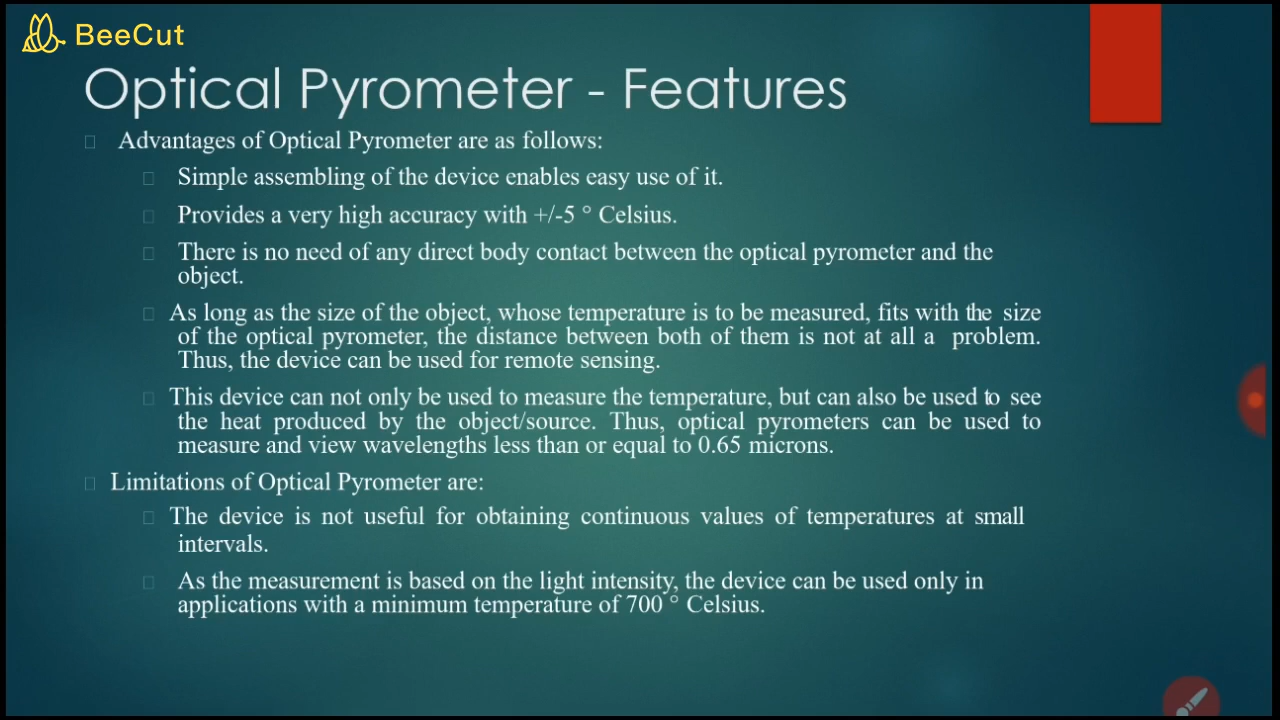 BeeCut
Optical Pyrometer - Features
Advantages of Optical Pyrometer are as follows:
Simple assembling of the device enables easy use of it.
Provides a very high accuracy with +/-5 ° Celsius.
There is no need of any direct body contact between the optical pyrometer and the
object.
As long as the size of the object, whose temperature is to be measured, fits with the size
of the optical pyrometer, the distance between both of them is not at all a problem.
Thus, the device can be used for remote sensing.
This device can not only be used to measure the temperature, but can also be used to see
the heat produced by the object/source. Thus, optical pyrometers can be used to
measure and view wavelengths less than or equal to 0.65 microns.
Limitations of Optical Pyrometer are:
The device is not useful for obtaining continuous values of temperatures at small
intervals.
As the measurement is based on the light intensity, the device can be used only in
applications with a minimum temperature of 700 ° Celsius.